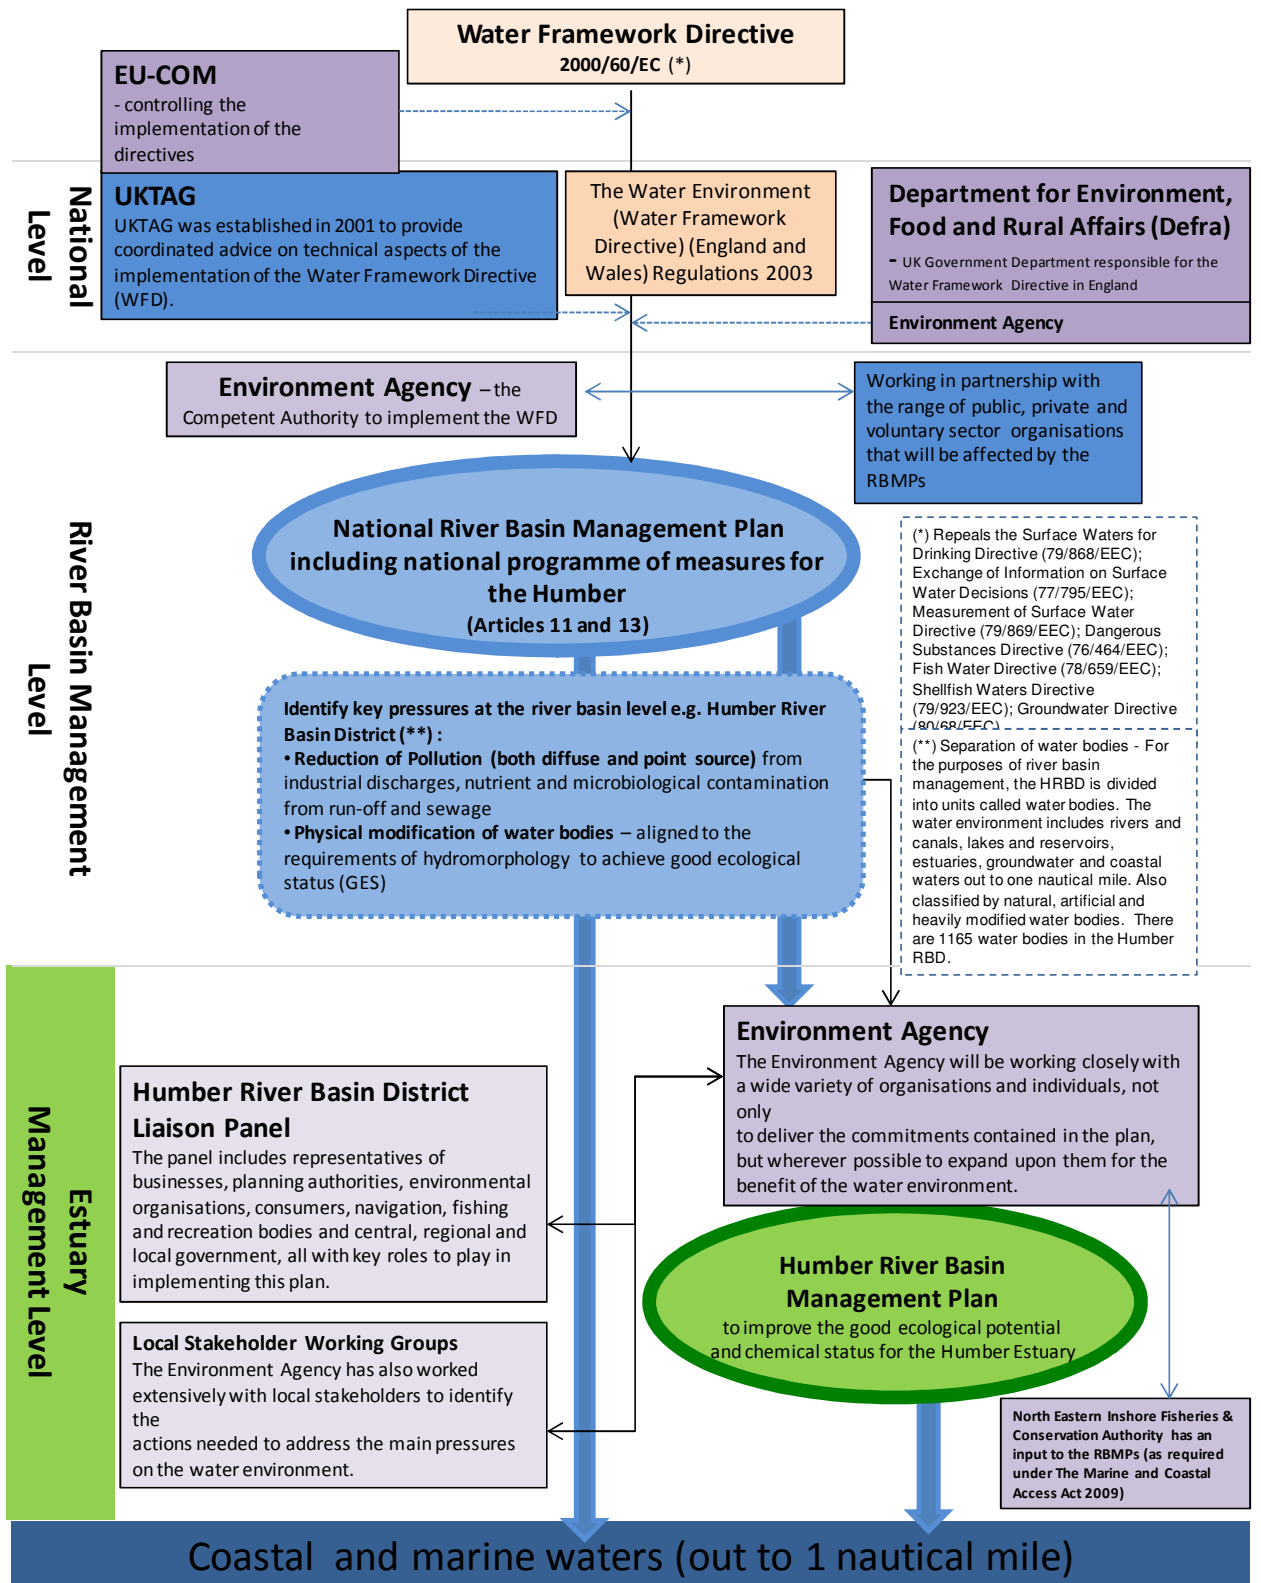 Water Framework Directive
2000/60/EC (*)
EU-COM
- controlling the
implementation of the
directives
National
Level
UKTAG
UKTAG was established in 2001 to provide
coordinated advice on technical aspects of the
implementation of the Water Framework Directive
(WFD).
The Water Environment
(Water Framework
Directive) (England and
Wales) Regulations 2003
Department for Environment,
Food and Rural Affairs (Defra)
- UK Government Department responsible for the
Water Framework Directive in England
Environment Agency
River Basin Management
Level
Environment Agency – the
Competent Authority to implement the WFD
Working in partnership with
the range of public, private and
voluntary sector organisations
that will be affected by the
RBMPs
National River Basin Management Plan
including national programme of measures for
the Humber
(Articles 11 and 13)
(*) Repeals the Surface Waters for
Drinking Directive (79/868/EEC);
Exchange of Information on Surface
Water Decisions (77/795/EEC);
Measurement of Surface Water
Directive (79/869/EEC); Dangerous
Substances Directive (76/464/EEC);
Fish Water Directive (78/659/EEC);
Shellfish Waters Directive
(79/923/EEC); Groundwater Directive
(80/68/EEC)
Identify key pressures at the river basin level e.g. Humber River
Basin District (**) :
• Reduction of Pollution (both diffuse and point source) from
industrial discharges, nutrient and microbiological contamination
from run-off and sewage
• Physical modification of water bodies – aligned to the
requirements of hydromorphology to achieve good ecological
status (GES)
(**) Separation of water bodies - For
the purposes of river basin
management, the HRBD is divided
into units called water bodies. The
water environment includes rivers and
canals, lakes and reservoirs,
estuaries, groundwater and coastal
waters out to one nautical mile. Also
classified by natural, artificial and
heavily modified water bodies. There
are 1165 water bodies in the Humber
RBD.
Estuary
Management Level
Environment Agency
The Environment Agency will be working closely with
a wide variety of organisations and individuals, not
only
to deliver the commitments contained in the plan,
but wherever possible to expand upon them for the
benefit of the water environment.
Humber River Basin District
Liaison Panel
The panel includes representatives of
businesses, planning authorities, environmental
organisations, consumers, navigation, fishing
and recreation bodies and central, regional and
local government, all with key roles to play in
implementing this plan.
Humber River Basin
Management Plan
to improve the good ecological potential
and chemical status for the Humber Estuary
Local Stakeholder Working Groups
The Environment Agency has also worked
extensively with local stakeholders to identify
the
actions needed to address the main pressures
on the water environment.
North Eastern Inshore Fisheries &
Conservation Authority has an
input to the RBMPs (as required
under The Marine and Coastal
Access Act 2009)
Coastal and marine waters (out to 1 nautical mile)